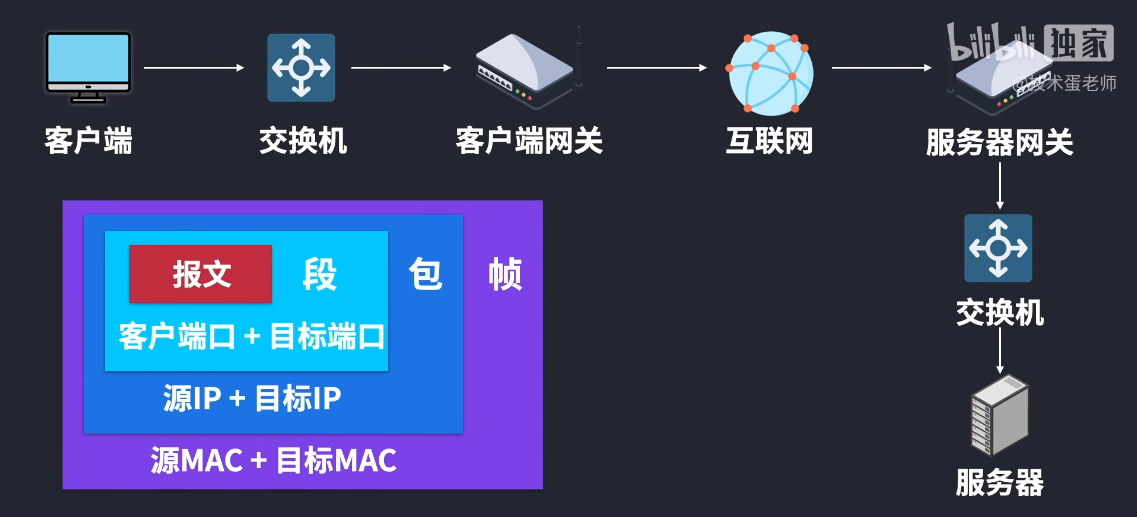 bilibili 独家
@技术蛋老师
客户端
交换机
客户端网关
互联网
服务器网关
报文
段
包
帧
客户端口 + 目标端口
源IP + 目标IP
源MAC + 目标MAC
交换机
服务器